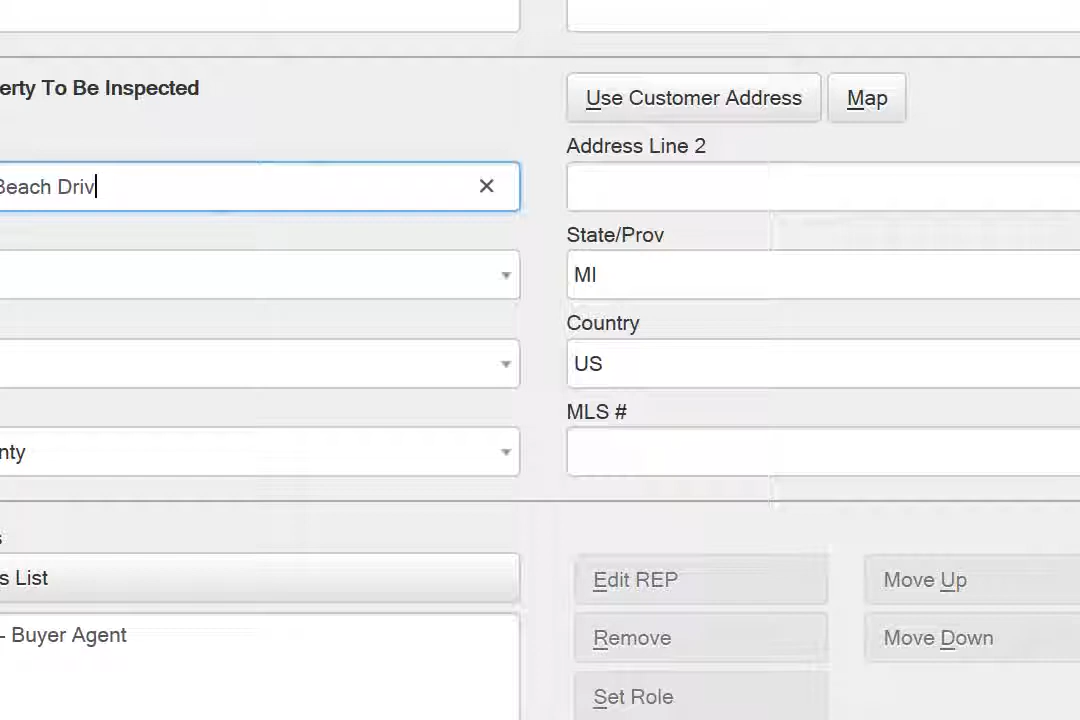 erty To Be Inspected
Use Customer Address Map
Address Line 2
Beach Driv
State/Prov
MI
Country
US
MLS #
nty
s
s List
Edit REP Move Up
- Buyer Agent
Remove Move Down
Set Role